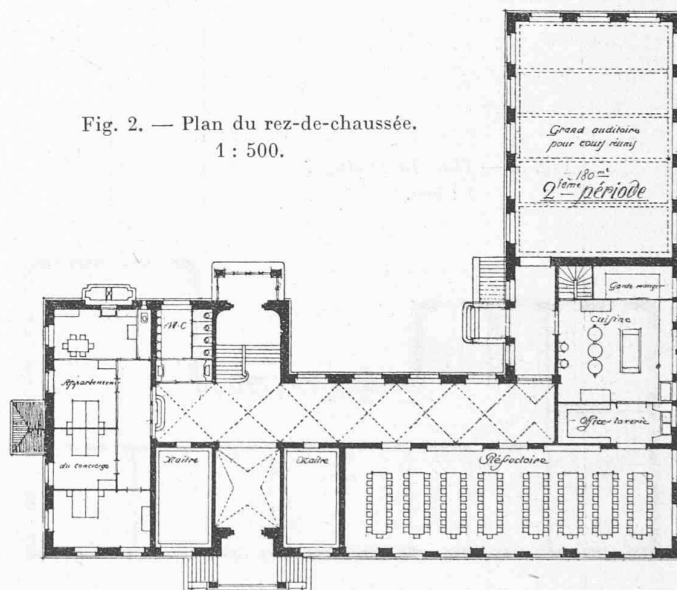 Fig. 2. — Plan du rez-de-chaussée.
1 : 500.
Grand auditoire
pour cours réunis
180 m²
2ième période
Garde manger
W-C
Cuisine
Appartement
du concierge
Office-laverie
Maître
Maître
Réfectoire